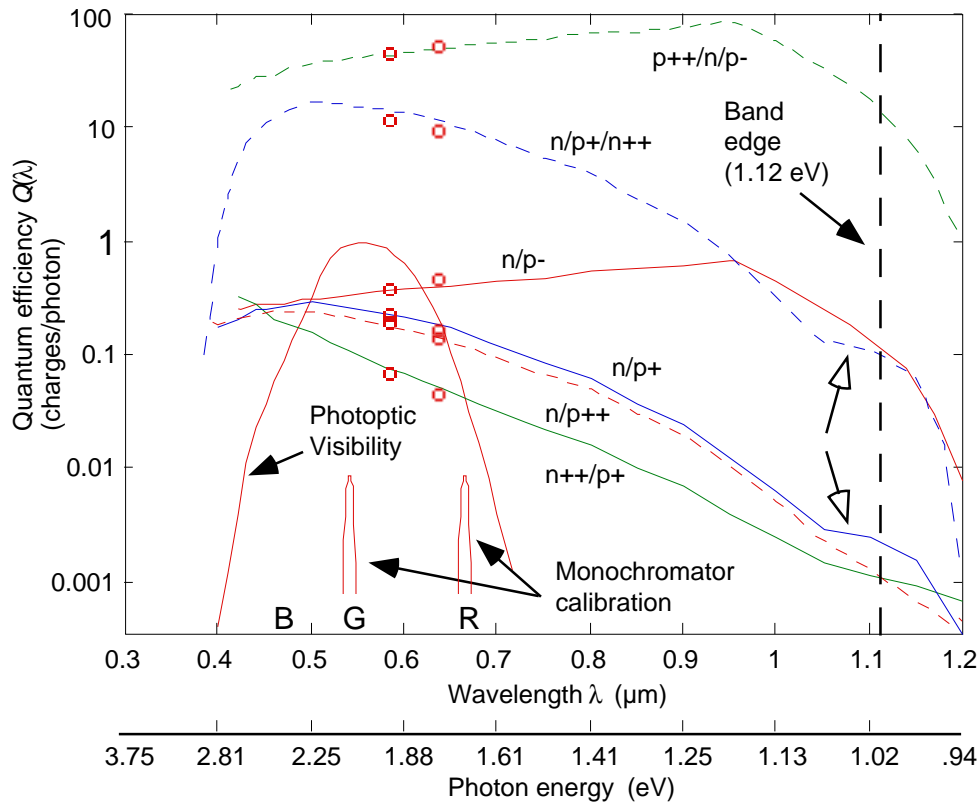 100
10
1
0.1
0.01
0.001
Quantum efficiency Q(λ)
(charges/photon)
p++/n/p-
n/p+/n++
Band
edge
(1.12 eV)
n/p-
n/p+
n/p++
n++/p+
Photoptic
Visibility
Monochromator
calibration
B G R
0.3 0.4 0.5 0.6 0.7 0.8 0.9 1 1.1 1.2
Wavelength λ (µm)
3.75 2.81 2.25 1.88 1.61 1.41 1.25 1.13 1.02 .94
Photon energy (eV)